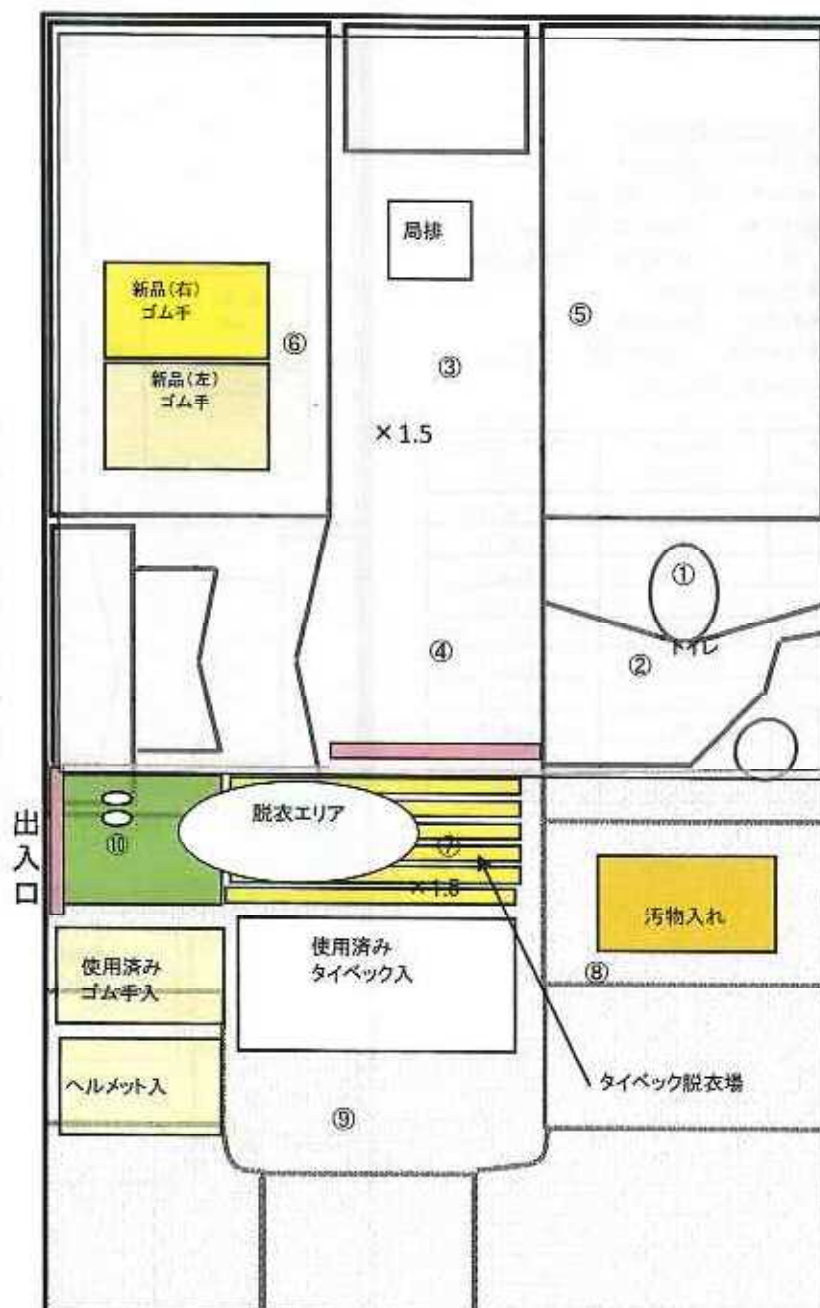 局排
新品(右)
ゴム手
⑥
⑤
新品(左)
ゴム手
③
×1.5
①
④
②
トイレ
出入口
脱衣エリア
⑩
⑦
×1.8
汚物入れ
使用済み
ゴム手入
使用済み
タイベック入
⑧
ヘルメット入
タイベック脱衣場
⑨